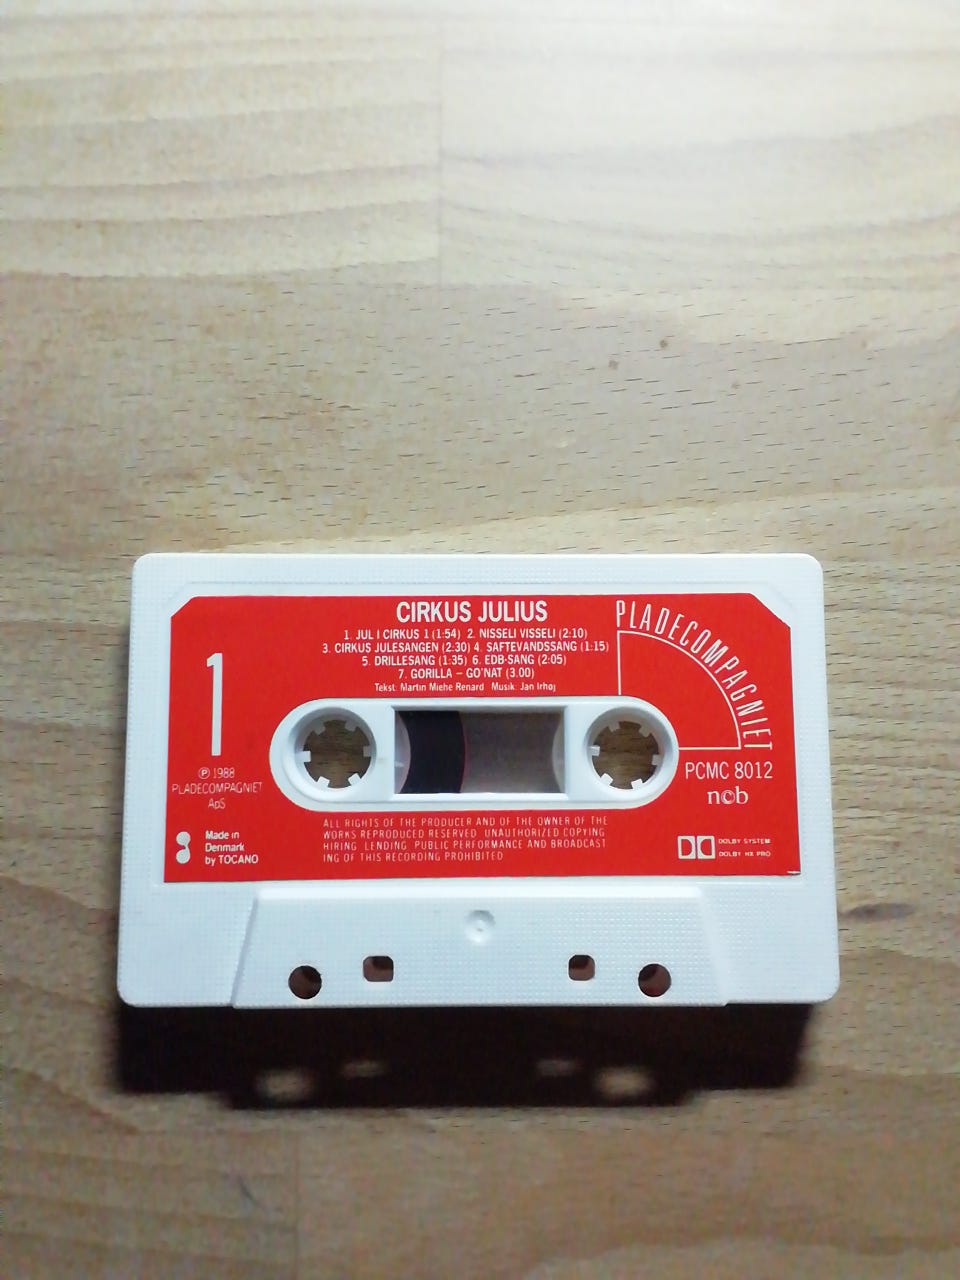 CIRKUS JULIUS
1. JUL I CIRKUS 1 (1:54) 2. NISSELI VISSELI (2:10)
3. CIRKUS JULESANGEN (2:30) 4. SAFTEVANDSSANG (1:15)
5. DRILLESANG (1:35) 6. EDB-SANG (2:05)
7. GORILLA – GO'NAT (3.00)
Tekst: Martin Miehe Renard Musik: Jan Irhøj
PLADECOMPAGNIET
1
℗ 1988
PLADECOMPAGNIET
ApS
PCMC 8012
ncb
Made in
Denmark
by TOCANO
ALL RIGHTS OF THE PRODUCER AND OF THE OWNER OF THE
WORKS REPRODUCED RESERVED UNAUTHORIZED COPYING
HIRING LENDING PUBLIC PERFORMANCE AND BROADCAST
ING OF THIS RECORDING PROHIBITED
DOLBY SYSTEM
DOLBY HX PRO